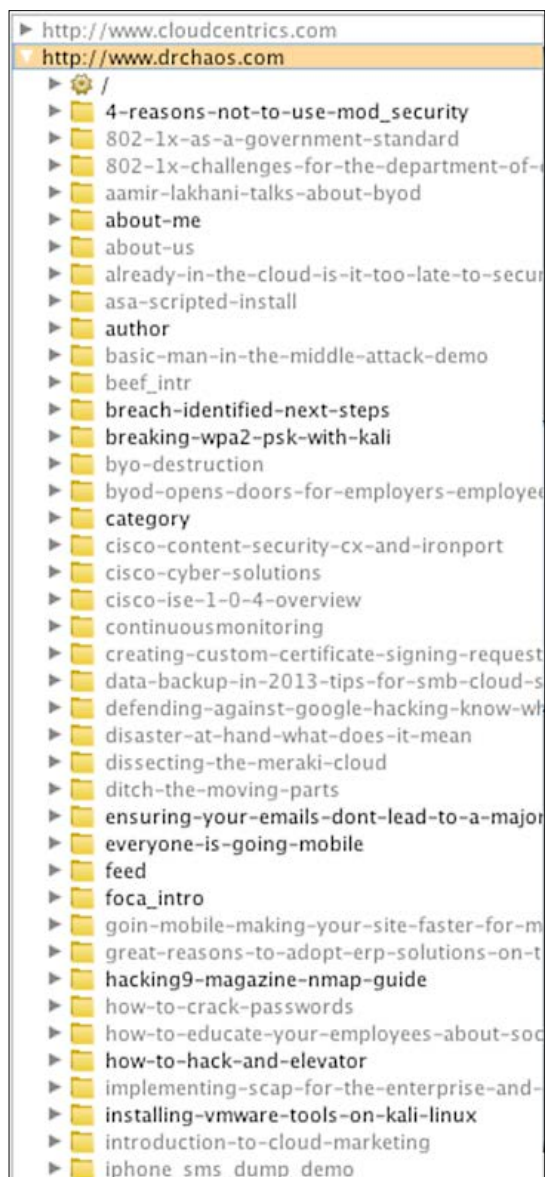 http://www.cloudcentrics.com
http://www.drchaos.com
/
4-reasons-not-to-use-mod_security
802-1x-as-a-government-standard
802-1x-challenges-for-the-department-of-
aamir-lakhani-talks-about-byod
about-me
about-us
already-in-the-cloud-is-it-too-late-to-secur
asa-scripted-install
author
basic-man-in-the-middle-attack-demo
beef_intr
breach-identified-next-steps
breaking-wpa2-psk-with-kali
byo-destruction
byod-opens-doors-for-employers-employee
category
cisco-content-security-cx-and-ironport
cisco-cyber-solutions
cisco-ise-1-0-4-overview
continuousmonitoring
creating-custom-certificate-signing-request
data-backup-in-2013-tips-for-smb-cloud-s
defending-against-google-hacking-know-wh
disaster-at-hand-what-does-it-mean
dissecting-the-meraki-cloud
ditch-the-moving-parts
ensuring-your-emails-dont-lead-to-a-major
everyone-is-going-mobile
feed
foca_intro
goin-mobile-making-your-site-faster-for-m
great-reasons-to-adopt-erp-solutions-on-t
hacking9-magazine-nmap-guide
how-to-crack-passwords
how-to-educate-your-employees-about-soc
how-to-hack-and-elevator
implementing-scap-for-the-enterprise-and-
installing-vmware-tools-on-kali-linux
introduction-to-cloud-marketing
iphone_sms_dump_demo